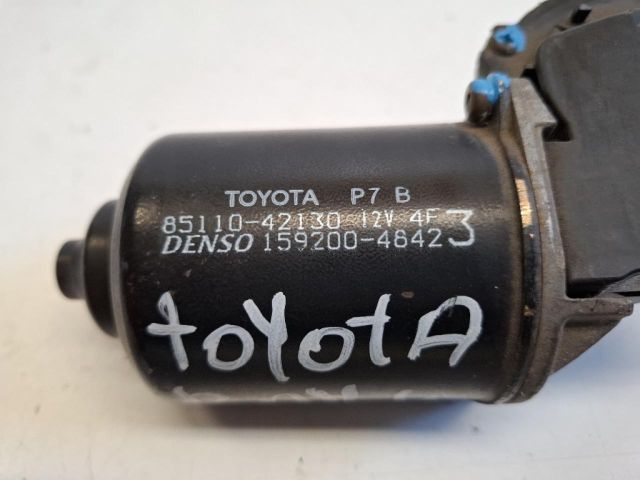 TOYOTA P7 B
85110-42130 12V 4F
DENSO 159200-4842 3
toyotA